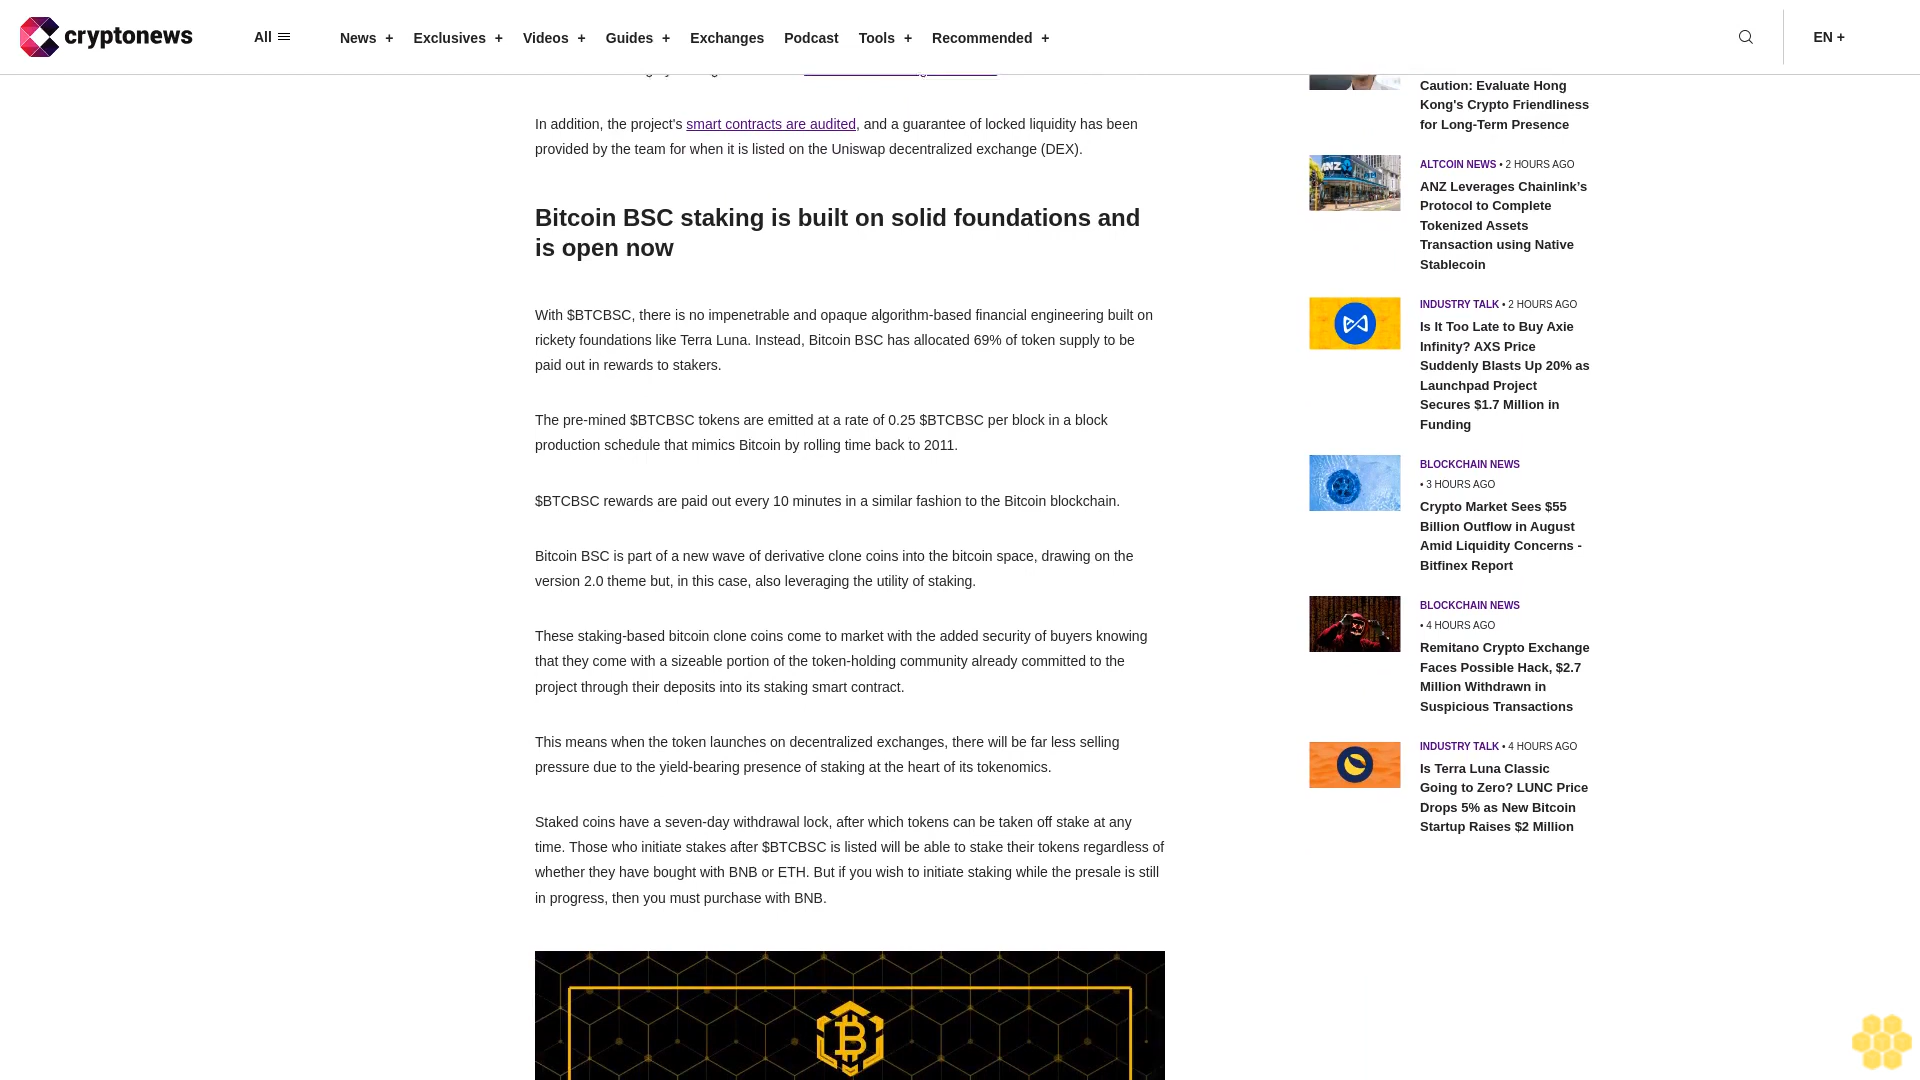 cryptonews
All
News +
Exclusives +
Videos +
Guides +
Exchanges
Podcast
Tools +
Recommended +
EN +
In addition, the project's smart contracts are audited, and a guarantee of locked liquidity has been
provided by the team for when it is listed on the Uniswap decentralized exchange (DEX).
Bitcoin BSC staking is built on solid foundations and
is open now
With $BTCBSC, there is no impenetrable and opaque algorithm-based financial engineering built on
rickety foundations like Terra Luna. Instead, Bitcoin BSC has allocated 69% of token supply to be
paid out in rewards to stakers.
The pre-mined $BTCBSC tokens are emitted at a rate of 0.25 $BTCBSC per block in a block
production schedule that mimics Bitcoin by rolling time back to 2011.
$BTCBSC rewards are paid out every 10 minutes in a similar fashion to the Bitcoin blockchain.
Bitcoin BSC is part of a new wave of derivative clone coins into the bitcoin space, drawing on the
version 2.0 theme but, in this case, also leveraging the utility of staking.
These staking-based bitcoin clone coins come to market with the added security of buyers knowing
that they come with a sizeable portion of the token-holding community already committed to the
project through their deposits into its staking smart contract.
This means when the token launches on decentralized exchanges, there will be far less selling
pressure due to the yield-bearing presence of staking at the heart of its tokenomics.
Staked coins have a seven-day withdrawal lock, after which tokens can be taken off stake at any
time. Those who initiate stakes after $BTCBSC is listed will be able to stake their tokens regardless of
whether they have bought with BNB or ETH. But if you wish to initiate staking while the presale is still
in progress, then you must purchase with BNB.
Caution: Evaluate Hong
Kong's Crypto Friendliness
for Long-Term Presence
ANZ
ALTCOIN NEWS • 2 HOURS AGO
ANZ Leverages Chainlink’s
Protocol to Complete
Tokenized Assets
Transaction using Native
Stablecoin
INDUSTRY TALK • 2 HOURS AGO
Is It Too Late to Buy Axie
Infinity? AXS Price
Suddenly Blasts Up 20% as
Launchpad Project
Secures $1.7 Million in
Funding
BLOCKCHAIN NEWS
• 3 HOURS AGO
Crypto Market Sees $55
Billion Outflow in August
Amid Liquidity Concerns -
Bitfinex Report
BLOCKCHAIN NEWS
• 4 HOURS AGO
Remitano Crypto Exchange
Faces Possible Hack, $2.7
Million Withdrawn in
Suspicious Transactions
INDUSTRY TALK • 4 HOURS AGO
Is Terra Luna Classic
Going to Zero? LUNC Price
Drops 5% as New Bitcoin
Startup Raises $2 Million